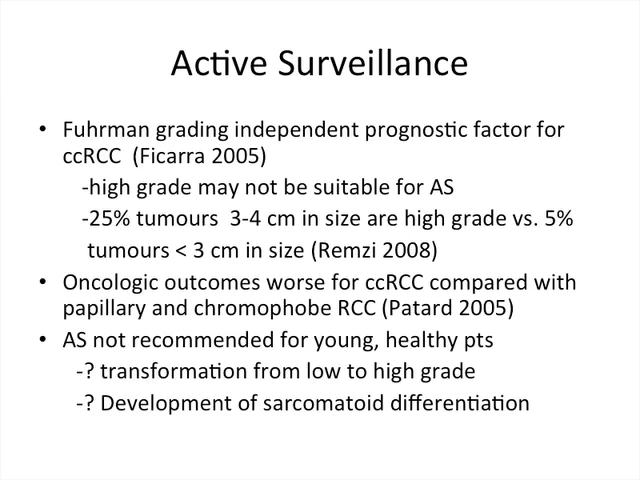 Active Surveillance
• Fuhrman grading independent prognostic factor for
ccRCC (Ficarra 2005)
-high grade may not be suitable for AS
-25% tumours 3-4 cm in size are high grade vs. 5%
tumours < 3 cm in size (Remzi 2008)
• Oncologic outcomes worse for ccRCC compared with
papillary and chromophobe RCC (Patard 2005)
• AS not recommended for young, healthy pts
-? transformation from low to high grade
-? Development of sarcomatoid differentiation